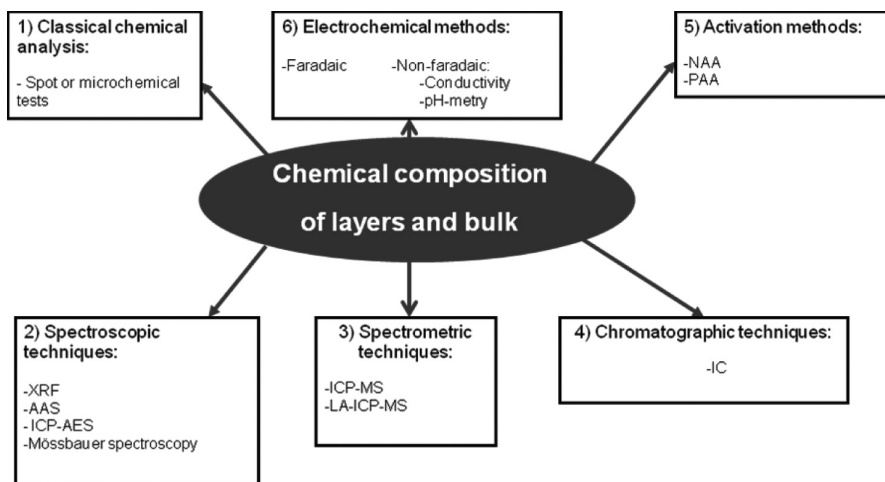 1) Classical chemical
analysis:
- Spot or microchemical
tests
6) Electrochemical methods:
-Faradaic
-Non-faradaic:
-Conductivity
-pH-metry
5) Activation methods:
-NAA
-PAA
Chemical composition
of layers and bulk
2) Spectroscopic
techniques:
-XRF
-AAS
-ICP-AES
-Mössbauer spectroscopy
3) Spectrometric
techniques:
-ICP-MS
-LA-ICP-MS
4) Chromatographic techniques:
-IC